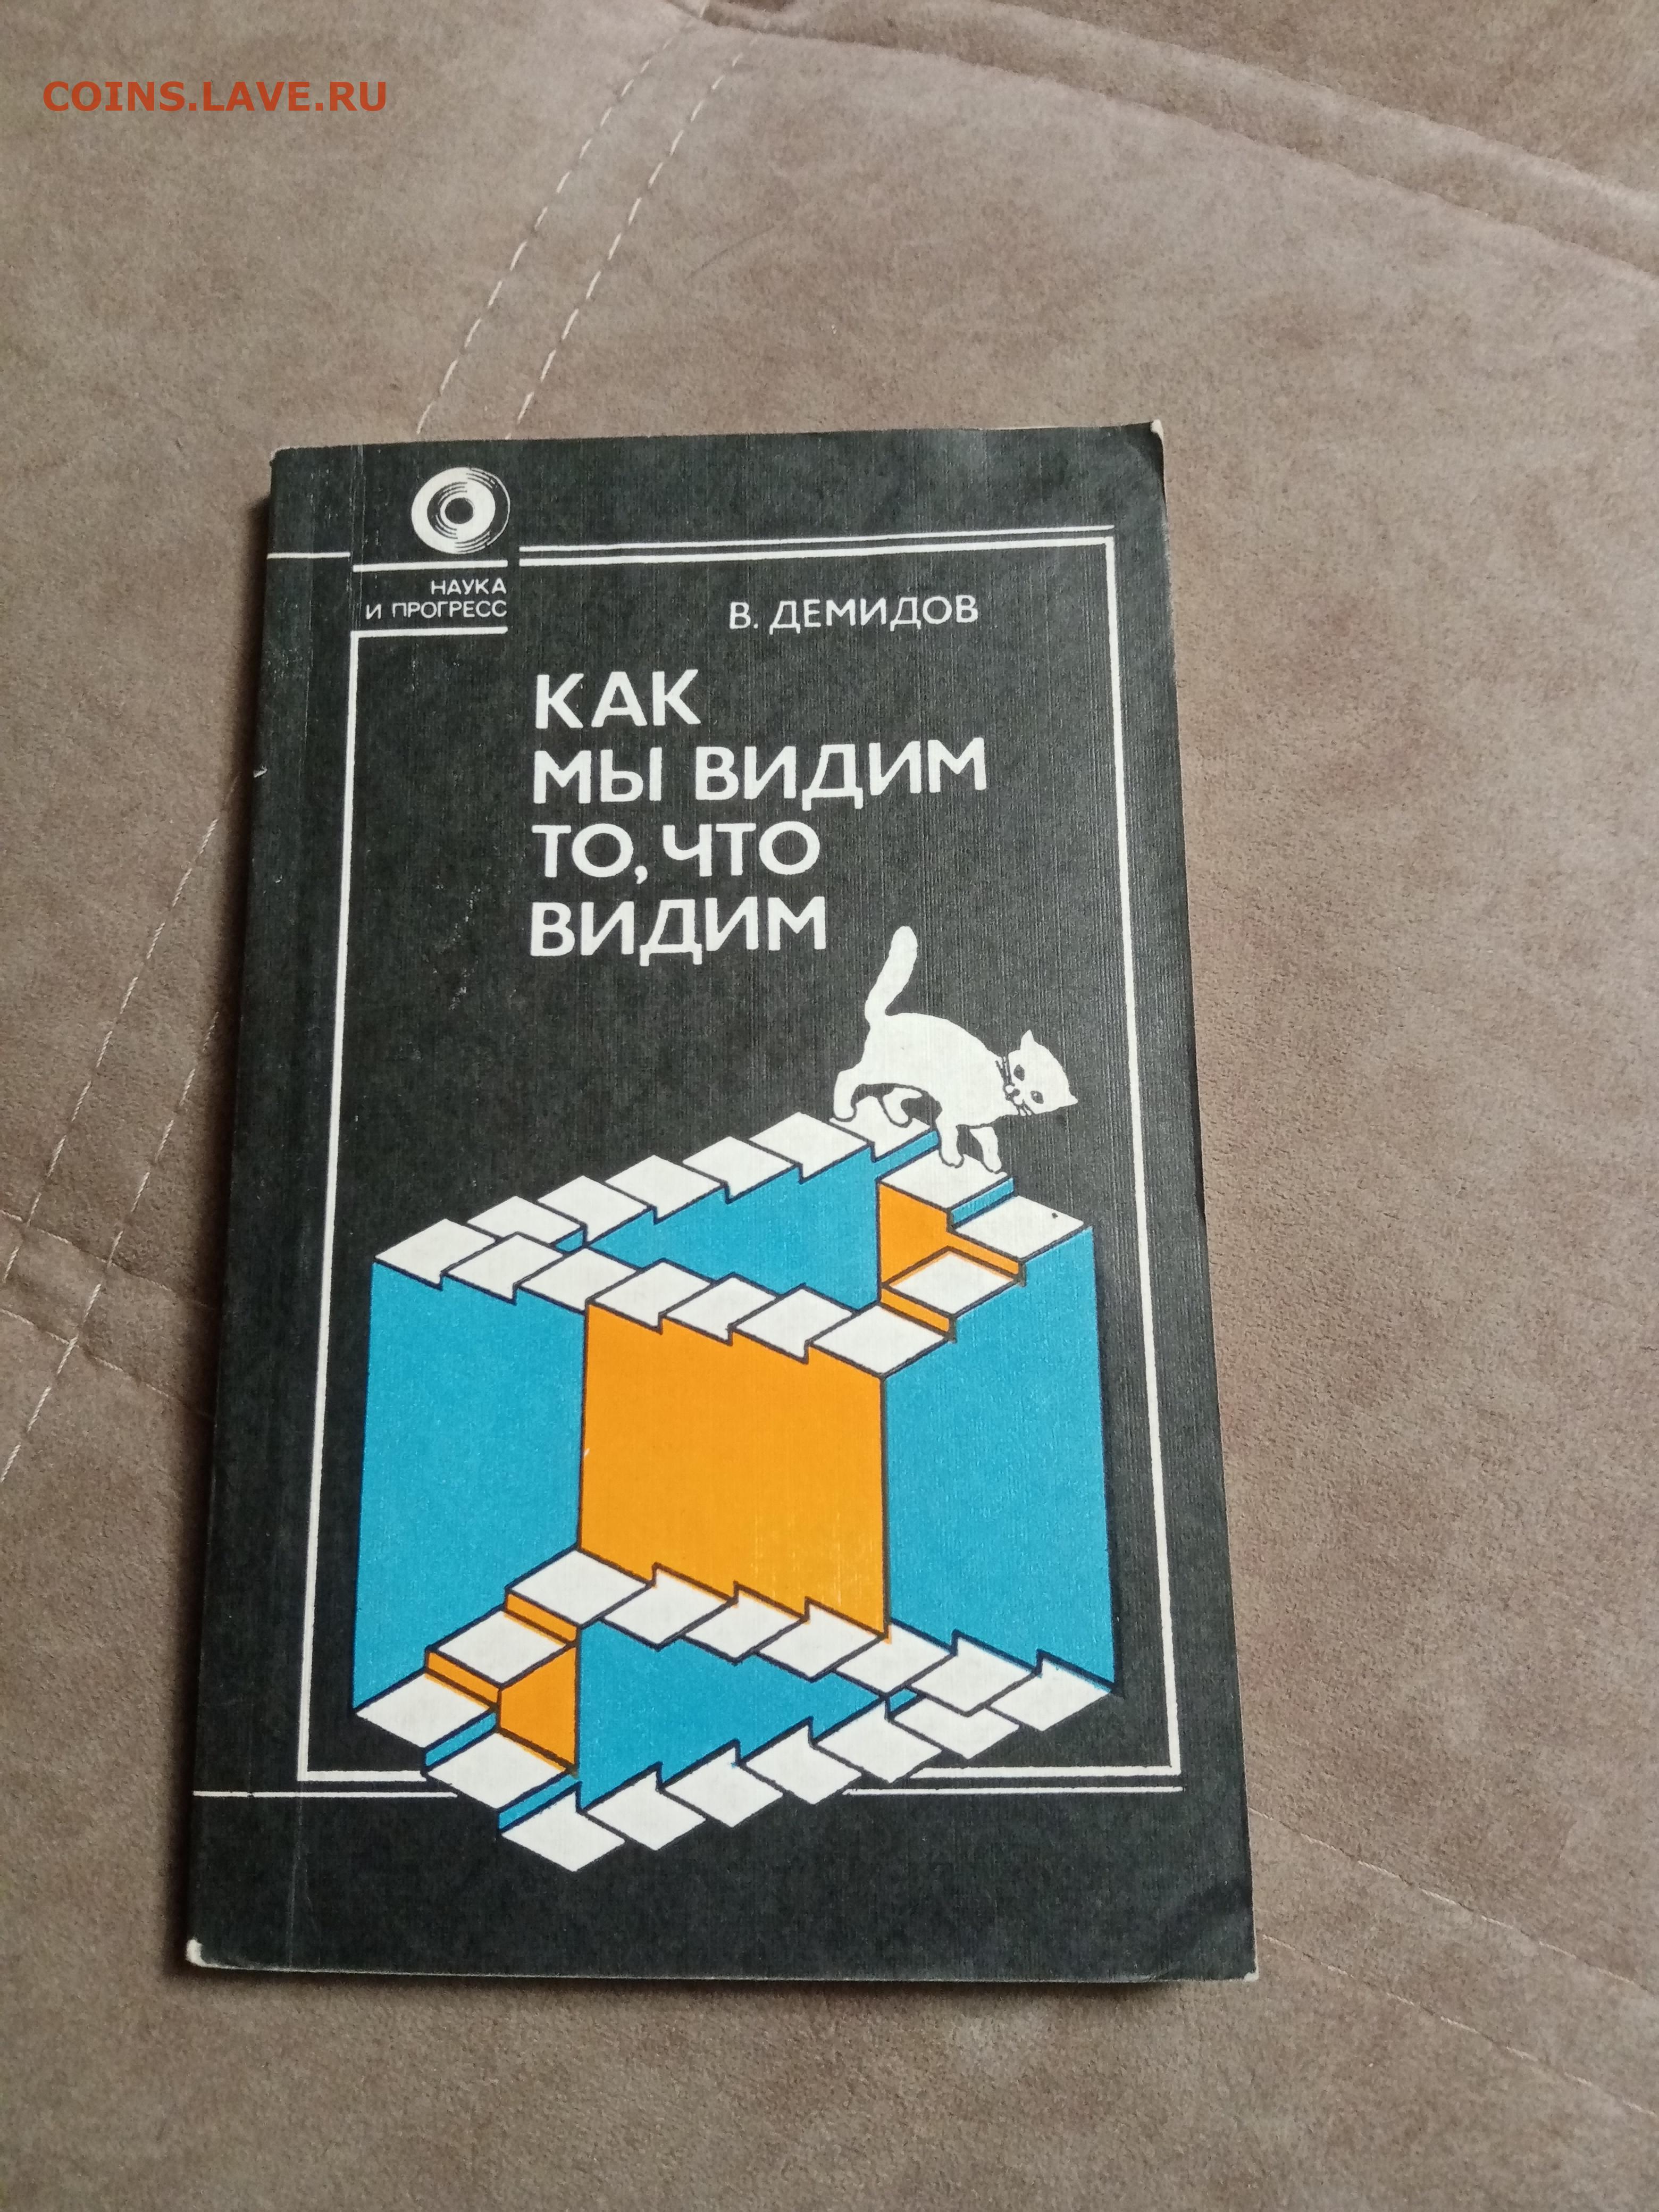 COINS.LAVE.RU
НАУКА
И ПРОГРЕСС
В. ДЕМИДОВ
КАК
МЫ ВИДИМ
ТО, ЧТО
ВИДИМ